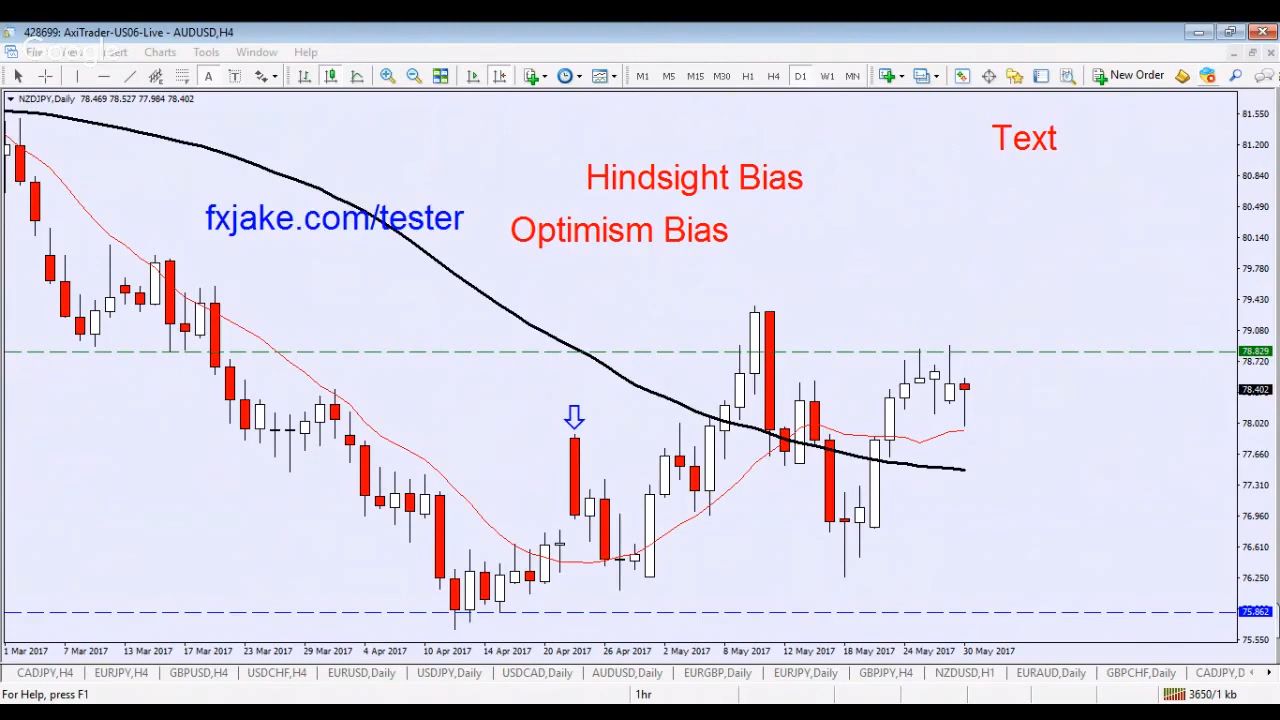 428699: AxiTrader-US06-Live - AUDUSD,H4
File View Insert Charts Tools Window Help
A T M1 M5 M15 M30 H1 H4 D1 W1 MN New Order
NZDJPY,Daily 78.469 78.527 77.984 78.402
Text
Hindsight Bias
fxjake.com/tester
Optimism Bias
81.550
81.200
80.840
80.490
80.140
79.780
79.430
79.080
78.829
78.720
78.402
78.020
77.660
77.310
76.960
76.610
76.250
75.862
75.550
1 Mar 2017 7 Mar 2017 13 Mar 2017 17 Mar 2017 23 Mar 2017 29 Mar 2017 4 Apr 2017 10 Apr 2017 14 Apr 2017 20 Apr 2017 26 Apr 2017 2 May 2017 8 May 2017 12 May 2017 18 May 2017 24 May 2017 30 May 2017
CADJPY,H4 EURJPY,H4 GBPUSD,H4 USDCHF,H4 EURUSD,Daily USDJPY,Daily USDCAD,Daily AUDUSD,Daily EURGBP,Daily EURJPY,Daily GBPJPY,H4 NZDUSD,H1 EURAUD,Daily GBPCHF,Daily CADJPY,D
For Help, press F1 1hr 3650/1 kb